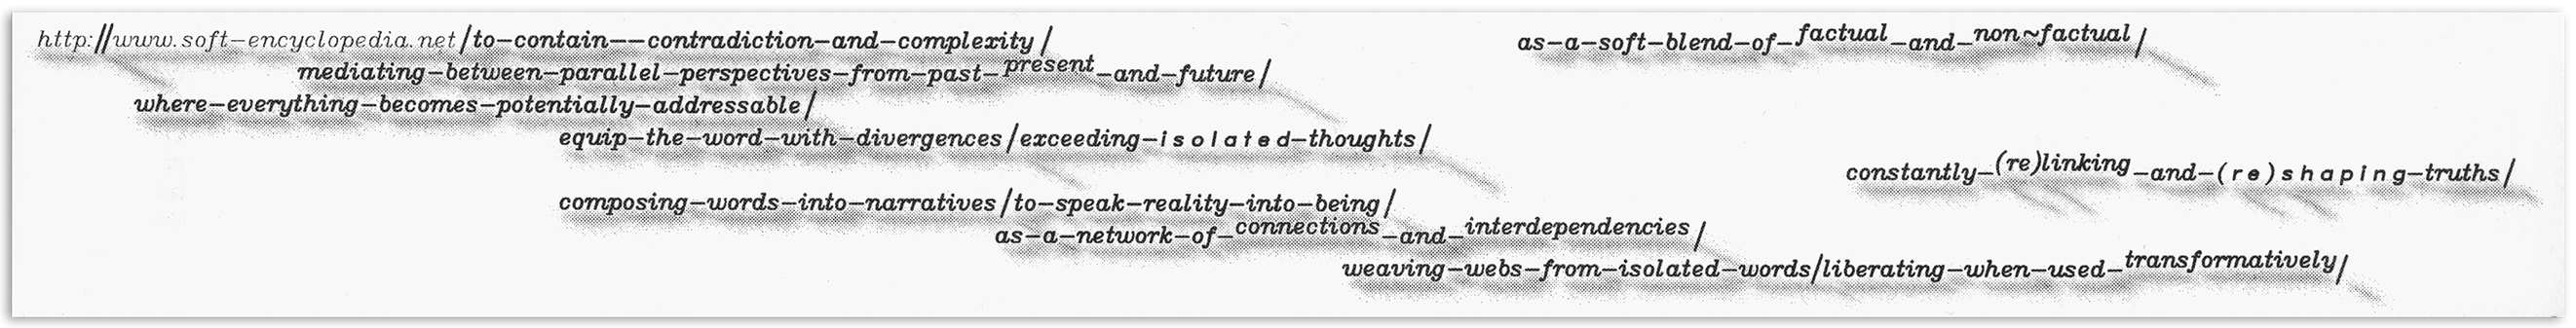 http://www.soft-encyclopedia.net/to-contain--contradiction-and-complexity/
as-a-soft-blend-of-factual-and-non~factual/
mediating-between-parallel-perspectives-from-past-present-and-future/
where-everything-becomes-potentially-addressable/
equip-the-word-with-divergences/exceeding-isolated-thoughts/
constantly-(re)linking-and-(re)shaping-truths/
composing-words-into-narratives/to-speak-reality-into-being/
as-a-network-of-connections-and-interdependencies/
weaving-webs-from-isolated-words/liberating-when-used-transformatively/